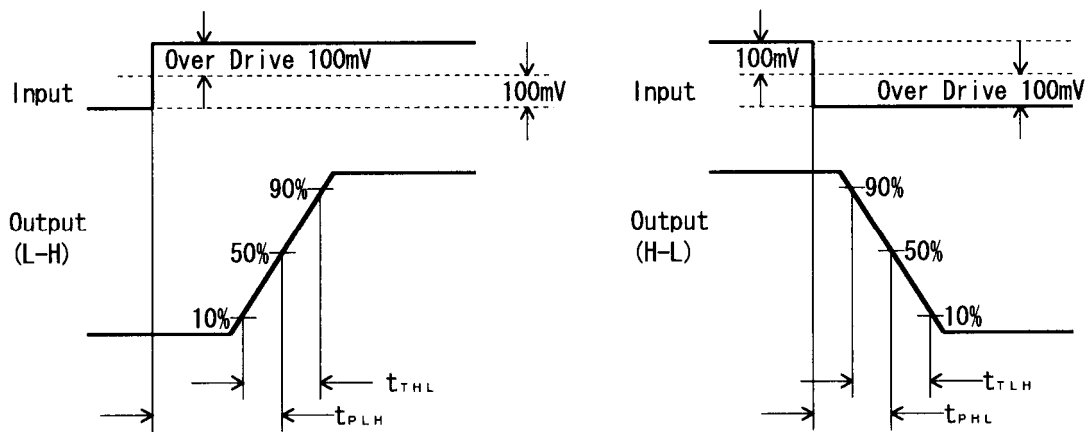 Over Drive 100mV
Input
100mV
90%
Output
(L-H)
50%
10%
tTHL
tPLH
100mV
Input
Over Drive 100mV
90%
Output
(H-L)
50%
10%
tTLH
tPHL